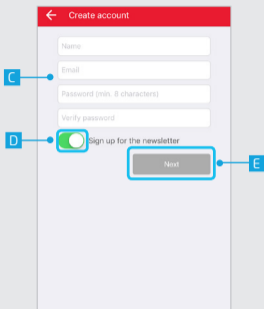 Create account
Name
Email
C
Password (min. 8 characters)
Verify password
D
Sign up for the newsletter
Next
E